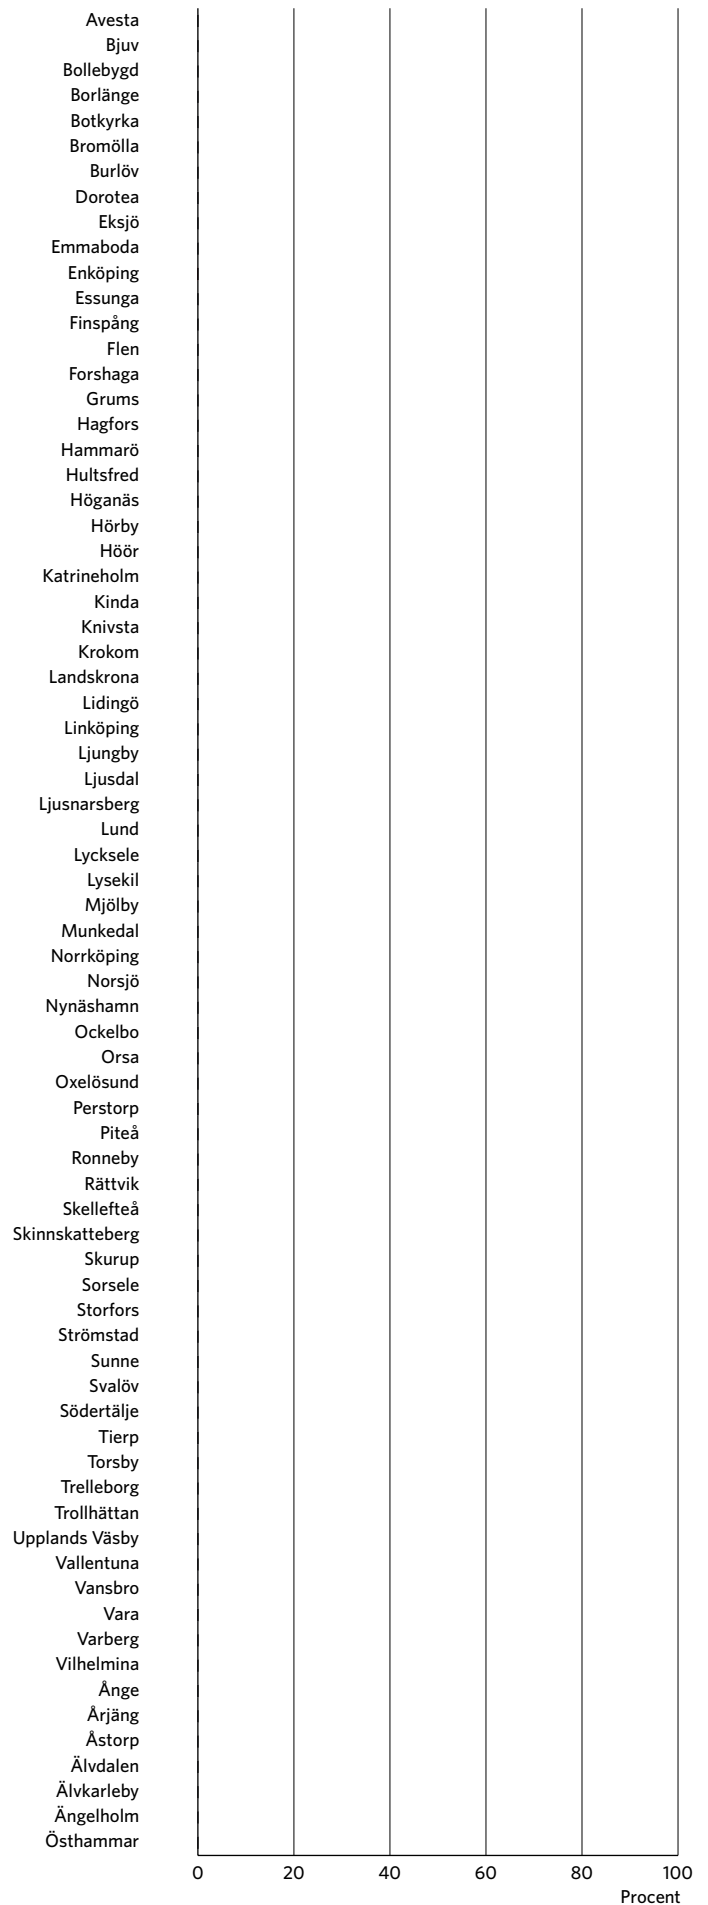 Avesta
Bjuv
Bollebygd
Borlänge
Botkyrka
Bromölla
Burlöv
Dorotea
Eksjö
Emmaboda
Enköping
Essunga
Finspång
Flen
Forshaga
Grums
Hagfors
Hammarö
Hultsfred
Höganäs
Hörby
Höör
Katrineholm
Kinda
Knivsta
Krokom
Landskrona
Lidingö
Linköping
Ljungby
Ljusdal
Ljusnarsberg
Lund
Lycksele
Lysekil
Mjölby
Munkedal
Norrköping
Norsjö
Nynäshamn
Ockelbo
Orsa
Oxelösund
Perstorp
Piteå
Ronneby
Rättvik
Skellefteå
Skinnskatteberg
Skurup
Sorsele
Storfors
Strömstad
Sunne
Svalöv
Södertälje
Tierp
Torsby
Trelleborg
Trollhättan
Upplands Väsby
Vallentuna
Vansbro
Vara
Varberg
Vilhelmina
Ånge
Årjäng
Åstorp
Älvdalen
Älvkarleby
Ängelholm
Östhammar
0 20 40 60 80 100
Procent